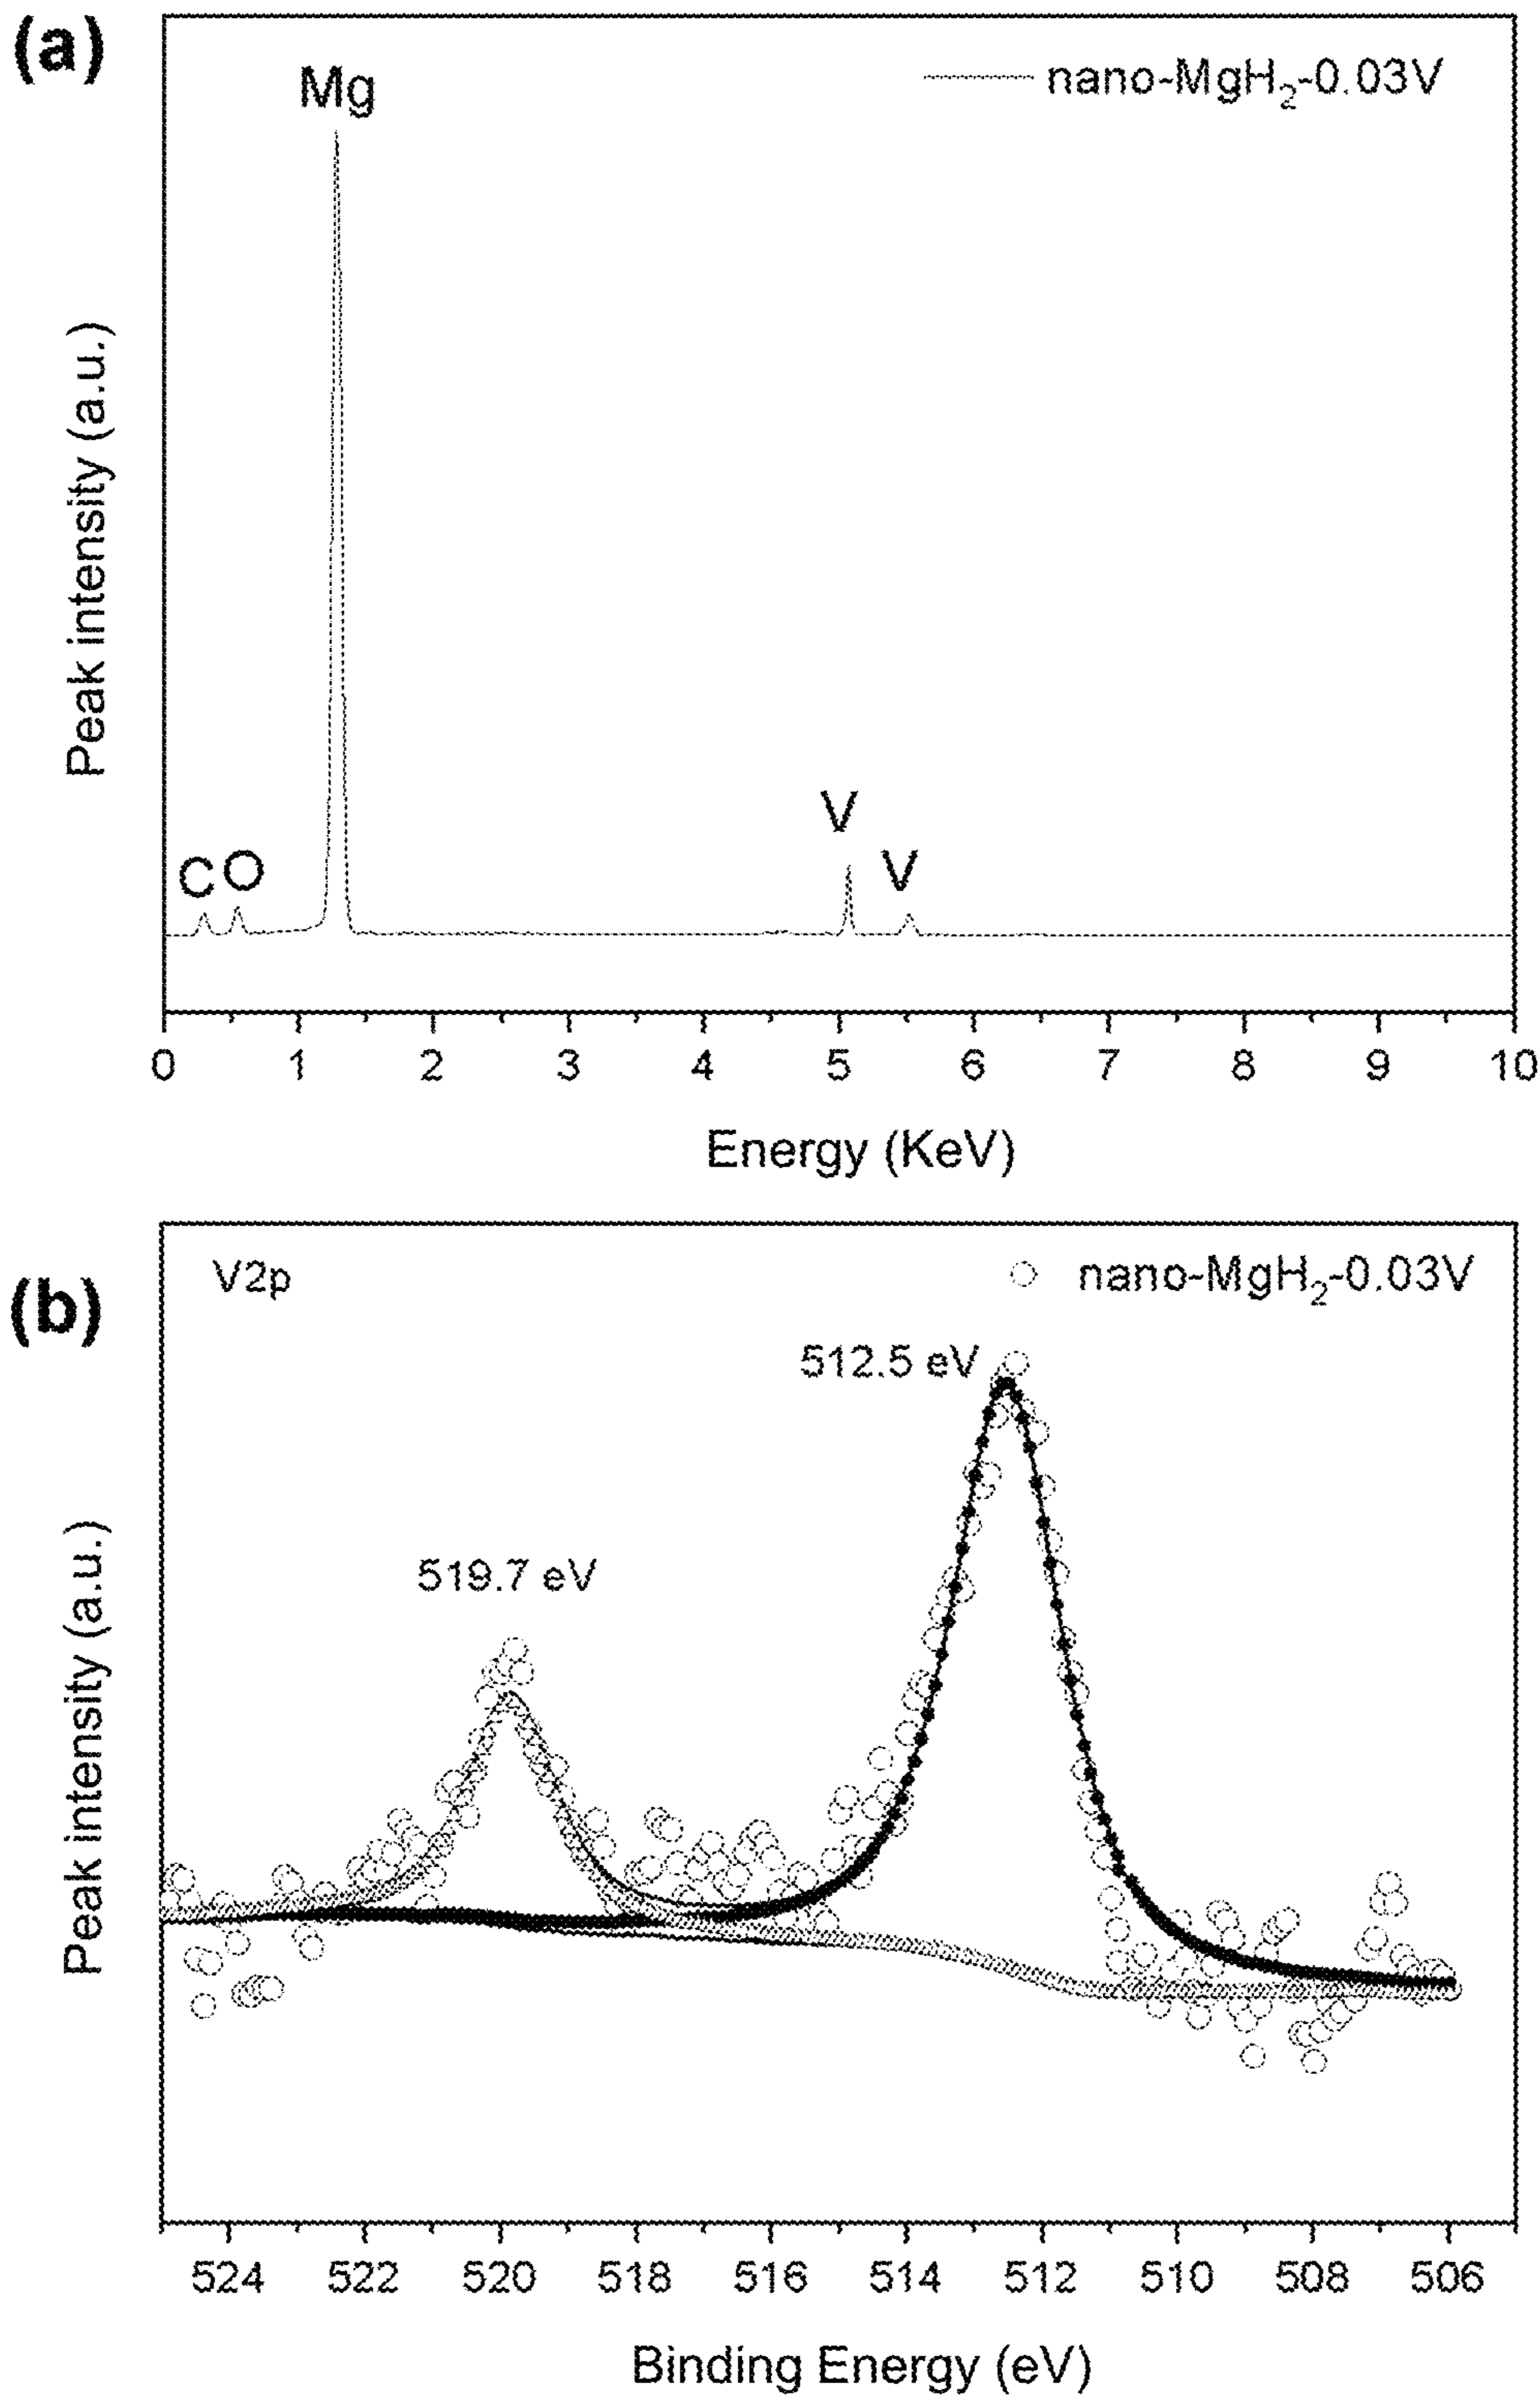 (a)
Mg
nano-MgH₂-0.03V
Peak intensity (a.u.)
C O
V
V
0 1 2 3 4 5 6 7 8 9 10
Energy (KeV)
(b)
V2p
nano-MgH₂-0.03V
512.5 eV
519.7 eV
Peak intensity (a.u.)
524 522 520 518 516 514 512 510 508 506
Binding Energy (eV)